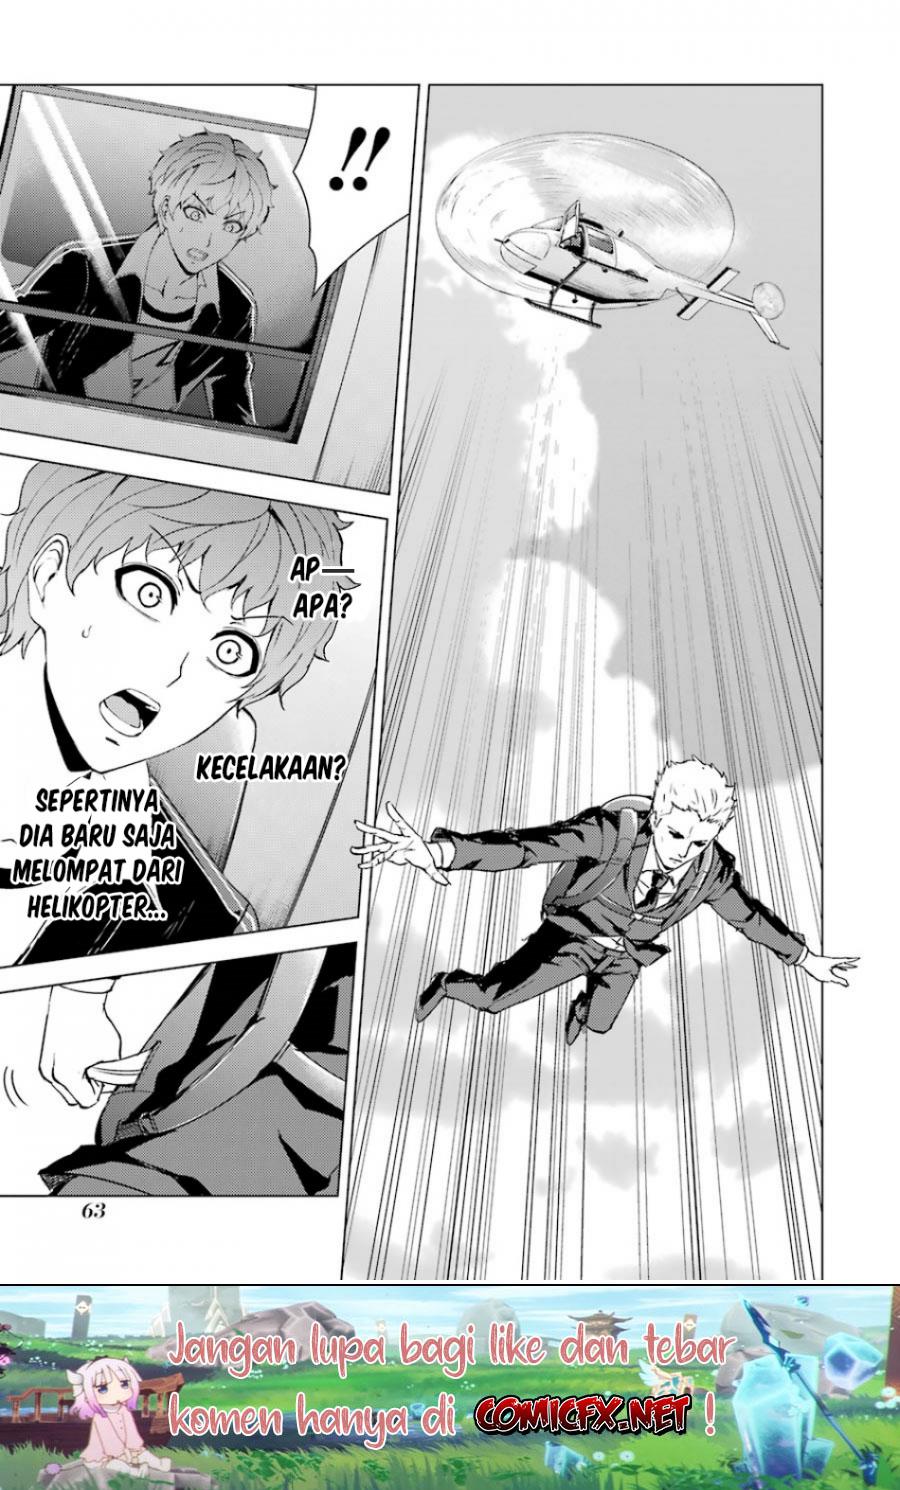 !!
AP—
APA?
KECELAKAAN?
SEPERTINYA
DIA BARU SAJA
MELOMPAT DARI
HELIKOPTER...
63
Jangan lupa bagi like dan tebar
komen hanya di COMICFX.NET !